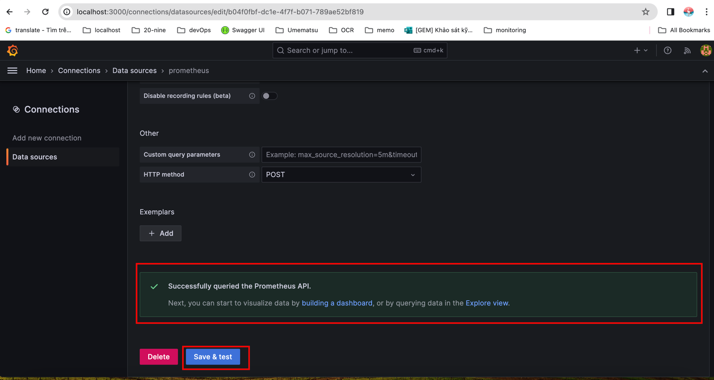 localhost:3000/connections/datasources/edit/b04f0fbf-dc1e-4f7f-b071-789ae52bf819
translate - Tìm trê...
localhost
20-nine
devOps
Swagger UI
Umematsu
OCR
memo
[GEM] Khảo sát kỹ...
monitoring
All Bookmarks
Search or jump to...
cmd+k
Home › Connections › Data sources › prometheus
Connections
Add new connection
Data sources
Disable recording rules (beta)
Other
Custom query parameters
Example: max_source_resolution=5m&timeout
HTTP method
POST
Exemplars
+ Add
Successfully queried the Prometheus API.
Next, you can start to visualize data by building a dashboard, or by querying data in the Explore view.
Delete
Save & test